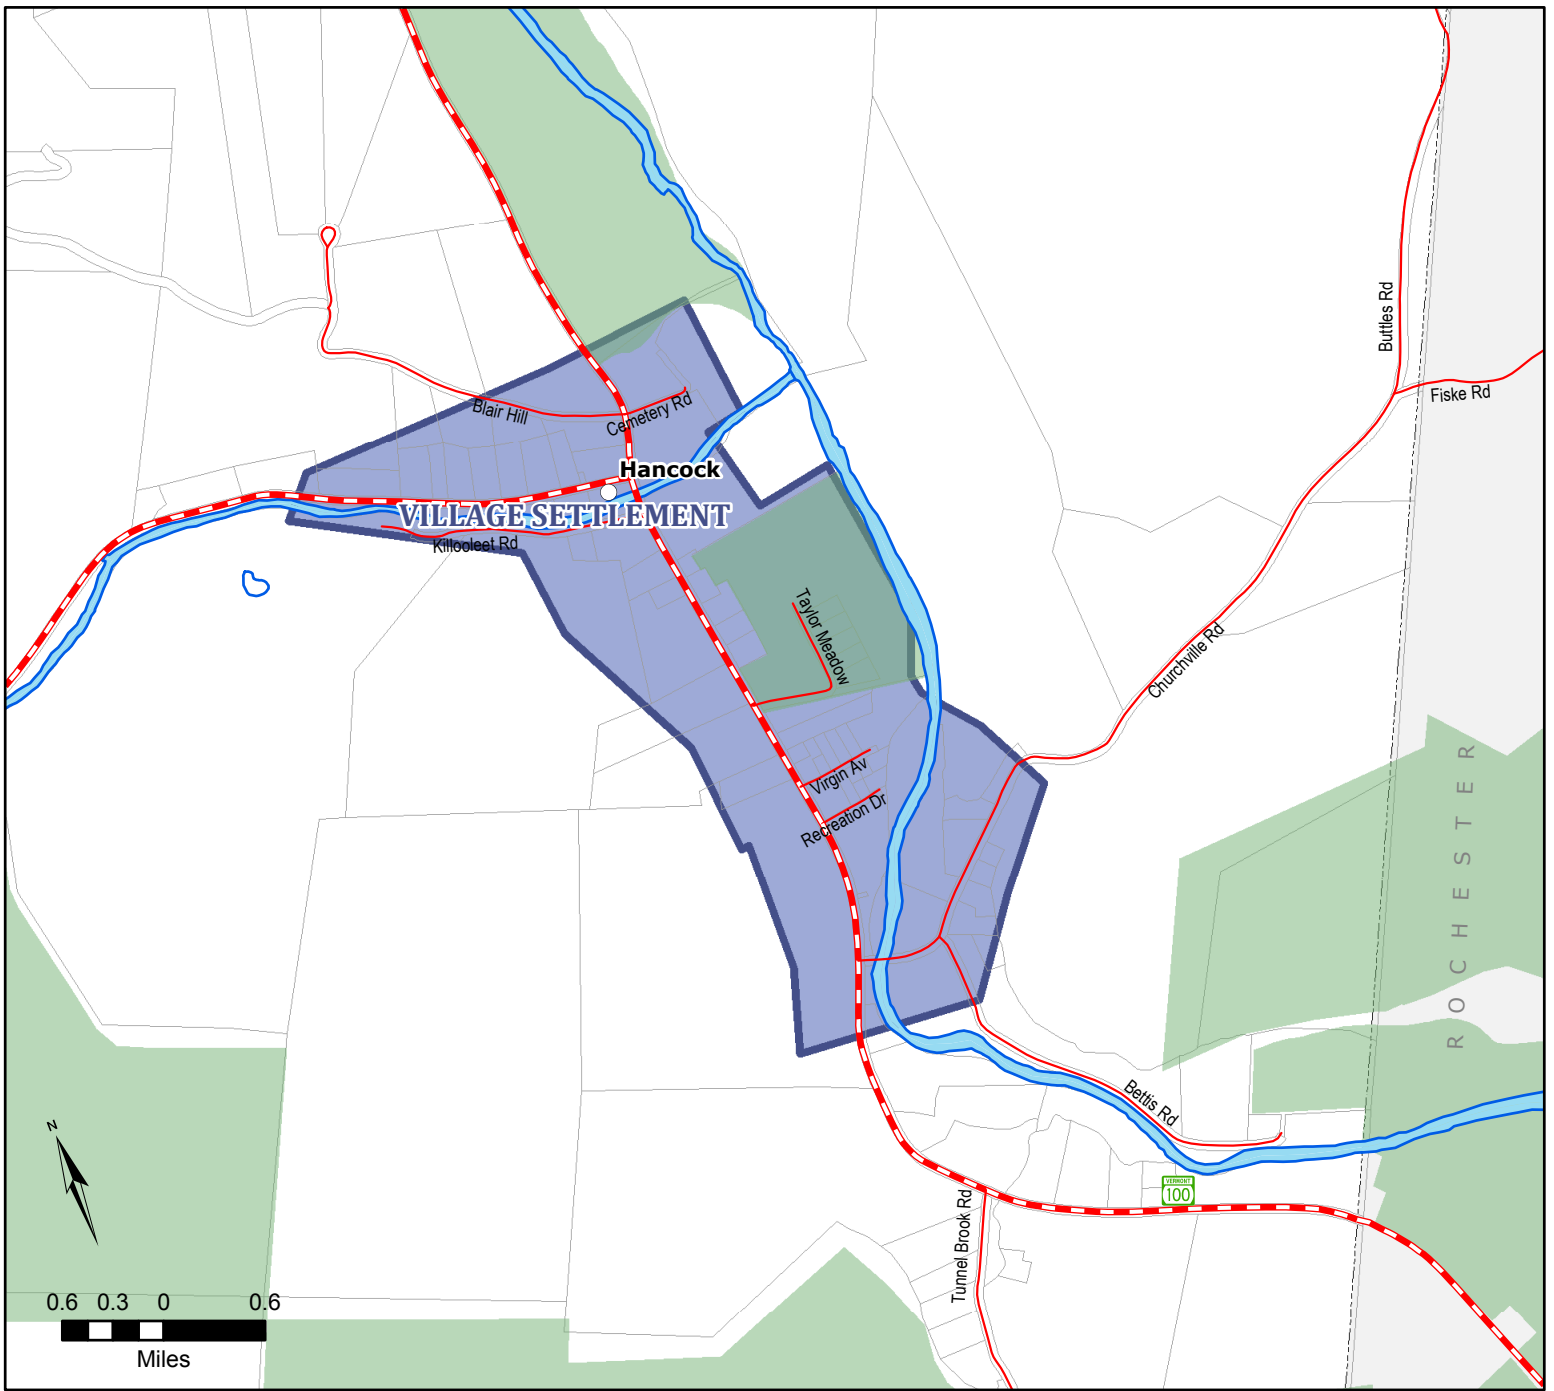 Buttles Rd
Fiske Rd
Blair Hill
Cemetery Rd
Hancock
VILLAGE SETTLEMENT
Killooleet Rd
Taylor Meadow
Churchville Rd
Virgin Av
Recreation Dr
ROCHESTER
Bettis Rd
N
VERMONT
100
Tunnel Brook Rd
0.6 0.3 0 0.6
Miles